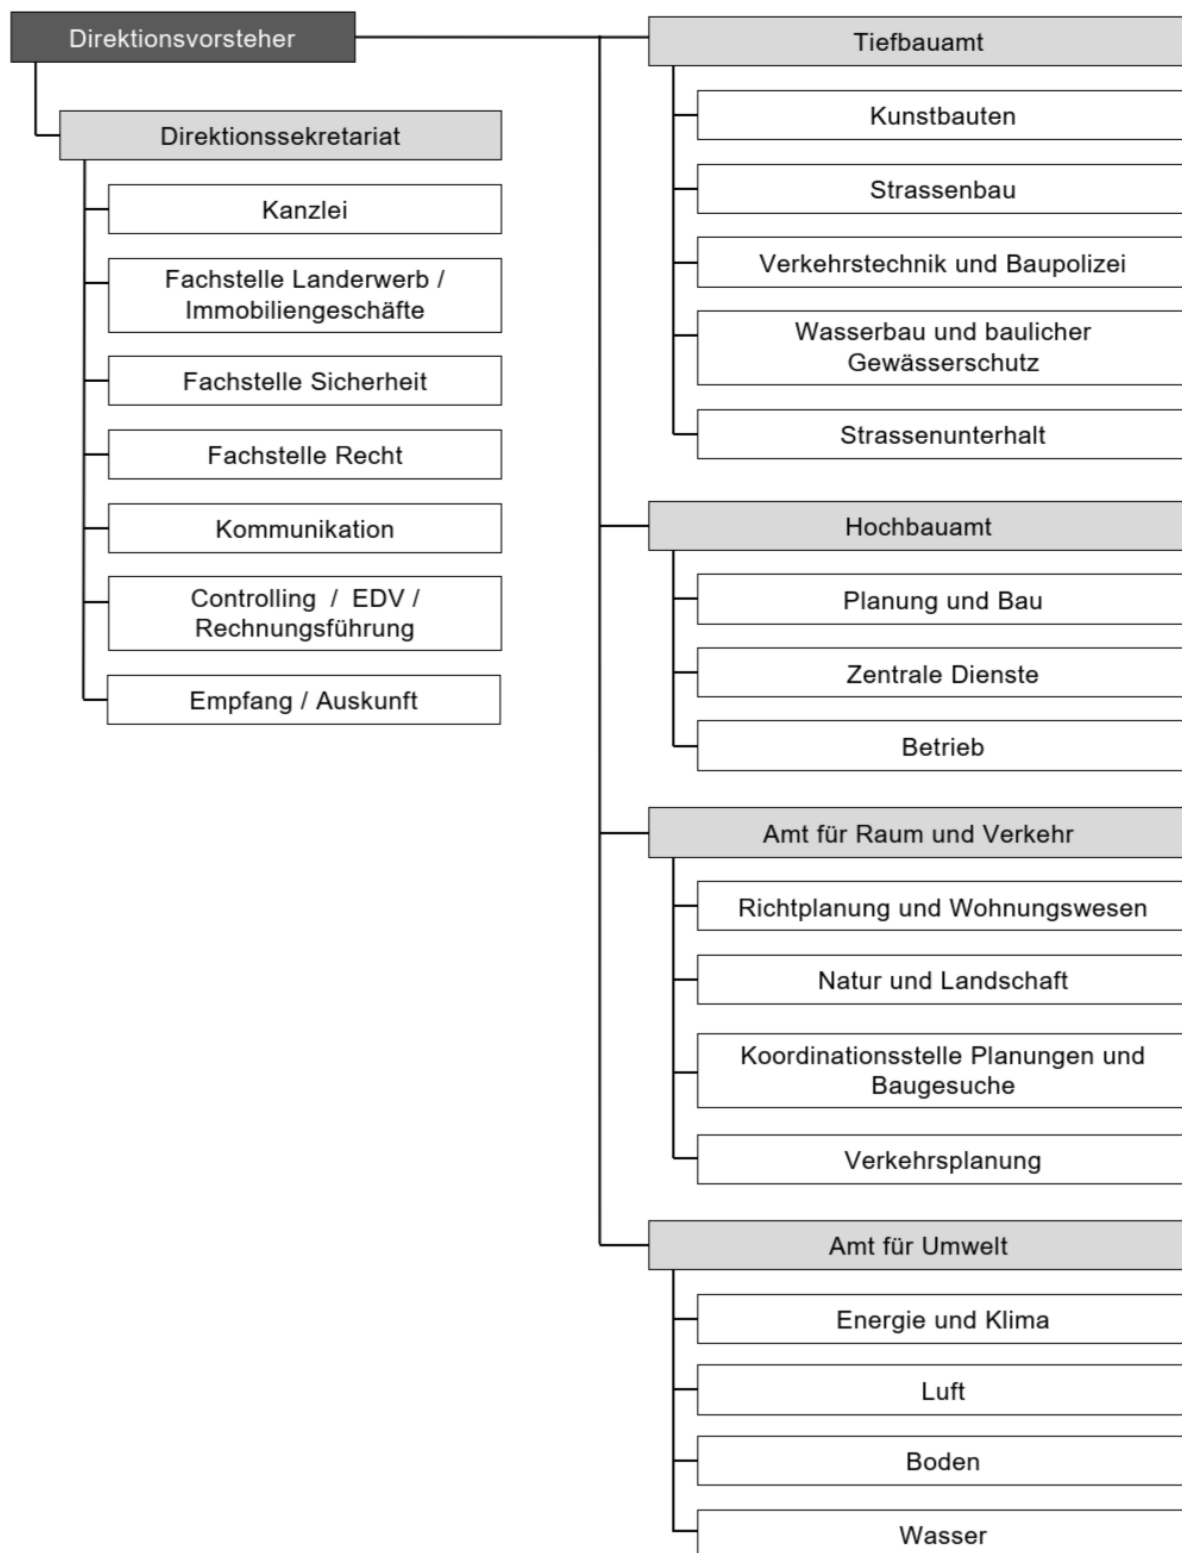 Direktionsvorsteher
Direktionssekretariat
Kanzlei
Fachstelle Landerwerb /
Immobiliengeschäfte
Fachstelle Sicherheit
Fachstelle Recht
Kommunikation
Controlling / EDV /
Rechnungsführung
Empfang / Auskunft
Tiefbauamt
Kunstbauten
Strassenbau
Verkehrstechnik und Baupolizei
Wasserbau und baulicher
Gewässerschutz
Strassenunterhalt
Hochbauamt
Planung und Bau
Zentrale Dienste
Betrieb
Amt für Raum und Verkehr
Richtplanung und Wohnungswesen
Natur und Landschaft
Koordinationsstelle Planungen und
Baugesuche
Verkehrsplanung
Amt für Umwelt
Energie und Klima
Luft
Boden
Wasser